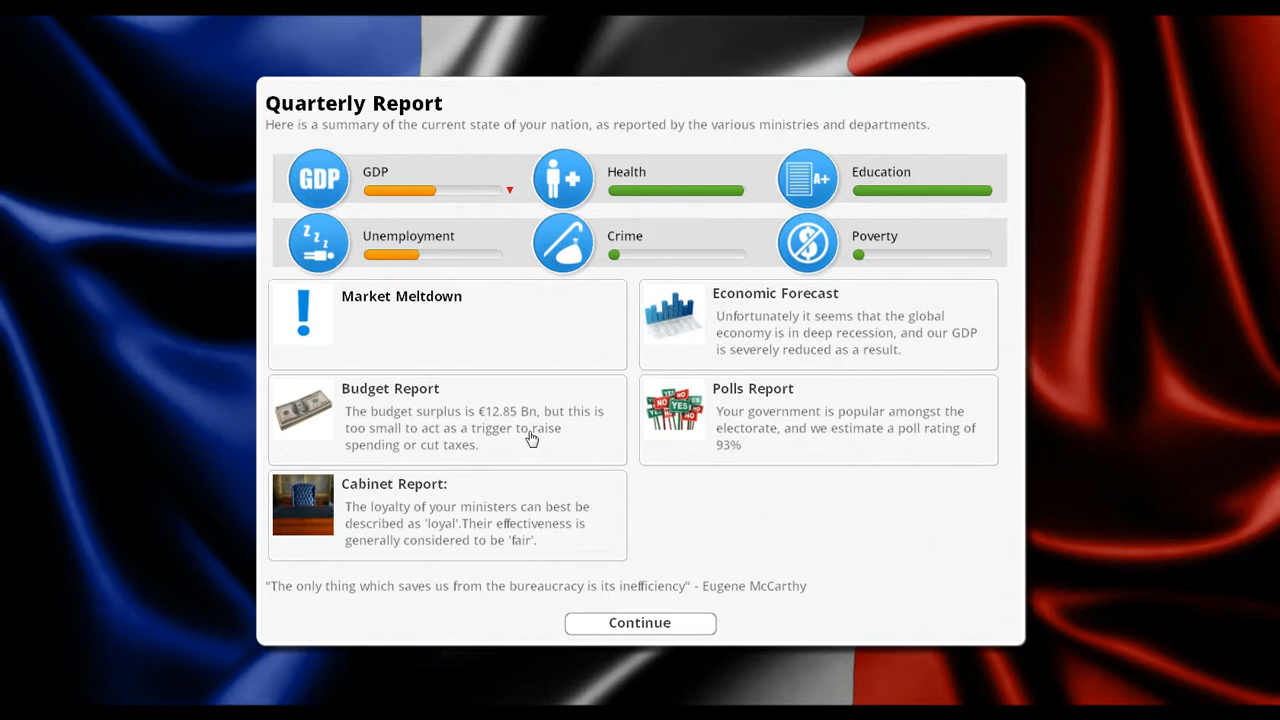 Quarterly Report
Here is a summary of the current state of your nation, as reported by the various ministries and departments.
GDP
GDP
Health
A+
Education
Z Z Z
Unemployment
Crime
$
Poverty
!
Market Meltdown
Economic Forecast
Unfortunately it seems that the global
economy is in deep recession, and our GDP
is severely reduced as a result.
Budget Report
The budget surplus is €12.85 Bn, but this is
too small to act as a trigger to raise
spending or cut taxes.
YES
NO
YES
NO
Polls Report
Your government is popular amongst the
electorate, and we estimate a poll rating of
93%
Cabinet Report:
The loyalty of your ministers can best be
described as 'loyal'.Their effectiveness is
generally considered to be 'fair'.
"The only thing which saves us from the bureaucracy is its inefficiency" - Eugene McCarthy
Continue